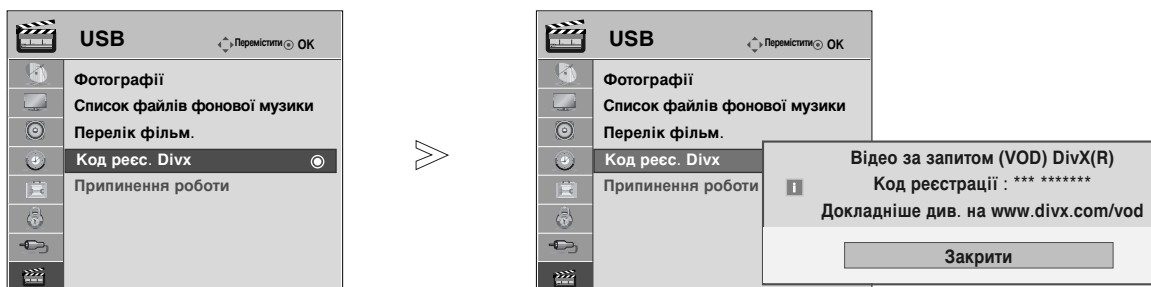 USB
Перемістити OK
Фотографії
Список файлів фонової музики
Перелік фільм.
Код реєс. Divx
Припинення роботи
USB
Перемістити OK
Фотографії
Список файлів фонової музики
Перелік фільм.
Код реєс. Divx
Припинення роботи
Відео за запитом (VOD) DivX(R)
Код реєстрації : *** *******
Докладніше див. на www.divx.com/vod
Закрити